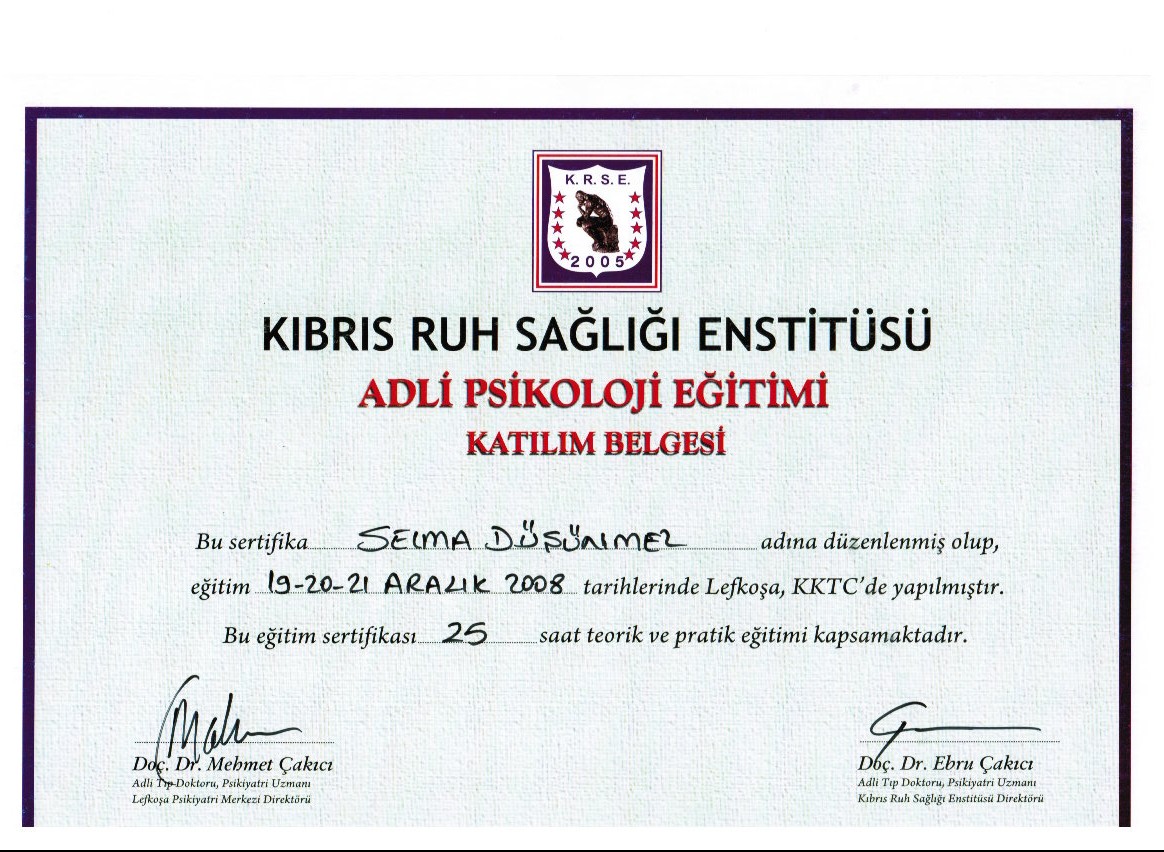 K. R. S. E.
2005
KIBRIS RUH SAĞLIĞI ENSTİTÜSÜ
ADLİ PSİKOLOJİ EĞİTİMİ
KATILIM BELGESİ
Bu sertifika SELMA DÜŞÜNMEZ adına düzenlenmiş olup,
eğitim 19-20-21 ARALIK 2008 tarihlerinde Lefkoşa, KKTC'de yapılmıştır.
Bu eğitim sertifikası 25 saat teorik ve pratik eğitimi kapsamaktadır.
Doç. Dr. Mehmet Çakıcı
Adli Tıp Doktoru, Psikiyatri Uzmanı
Lefkoşa Psikiyatri Merkezi Direktörü
Doç. Dr. Ebru Çakıcı
Adli Tıp Doktoru, Psikiyatri Uzmanı
Kıbrıs Ruh Sağlığı Enstitüsü Direktörü